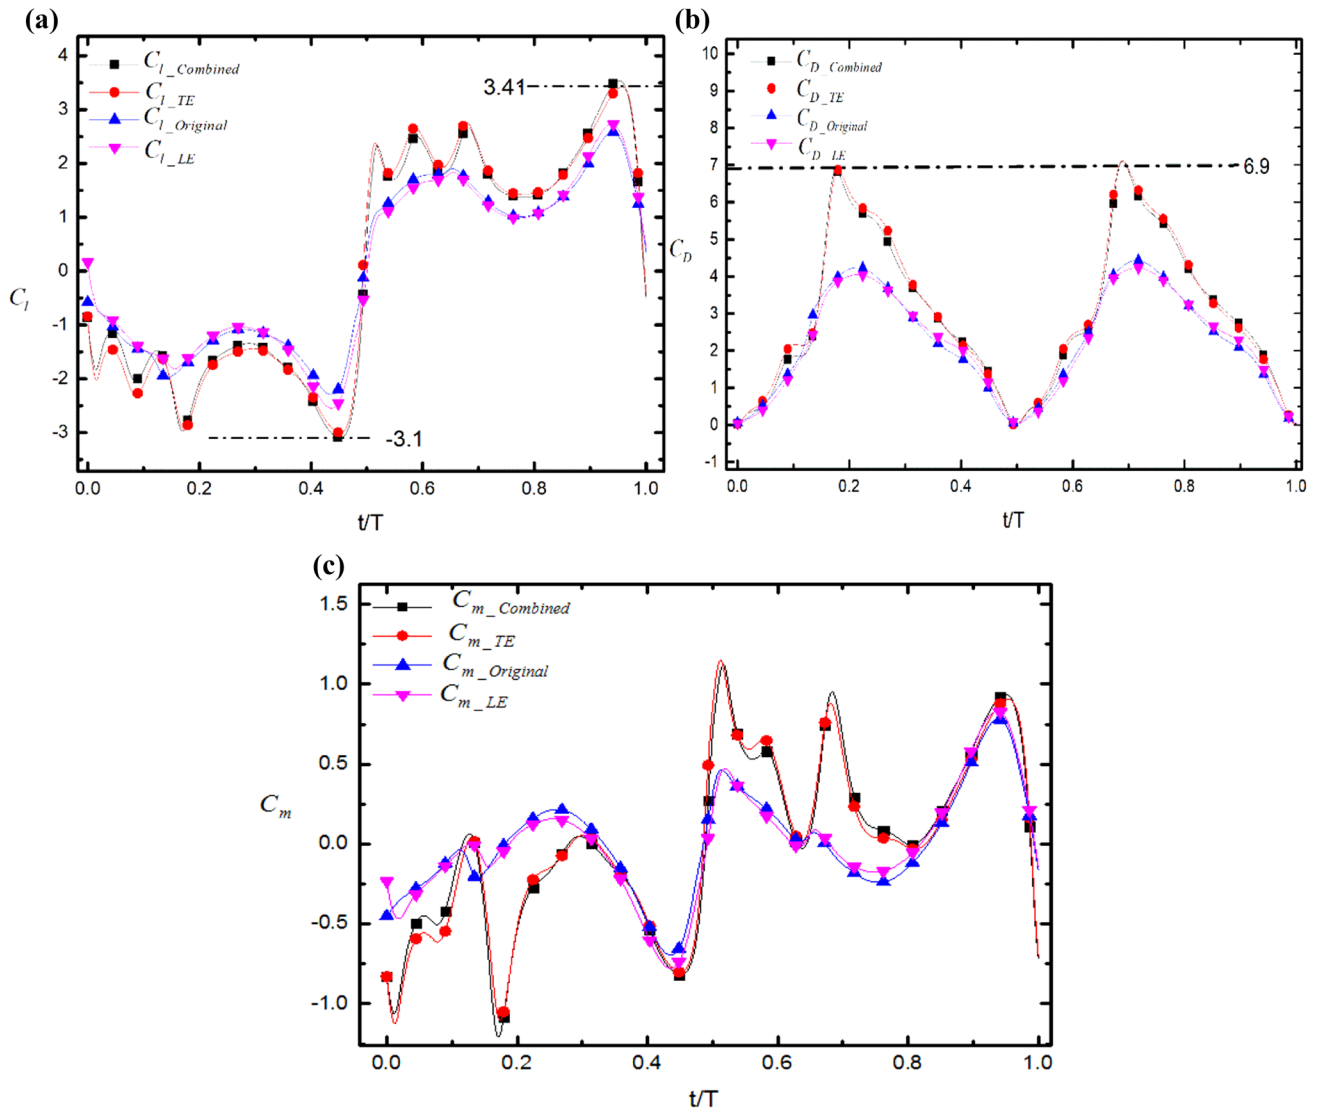 (a)
4
3
2
1
0
-1
-2
-3
C_l
C_l_Combined
C_l_TE
C_l_Original
C_l_LE
3.41
-3.1
0.0 0.2 0.4 0.6 0.8 1.0
t/T
(b)
10
9
8
7
6
5
4
3
2
1
0
-1
C_D
C_D_Combined
C_D_TE
C_D_Original
C_D_LE
6.9
0.0 0.2 0.4 0.6 0.8 1.0
t/T
(c)
1.5
1.0
0.5
0.0
-0.5
-1.0
C_m
C_m_Combined
C_m_TE
C_m_Original
C_m_LE
0.0 0.2 0.4 0.6 0.8 1.0
t/T